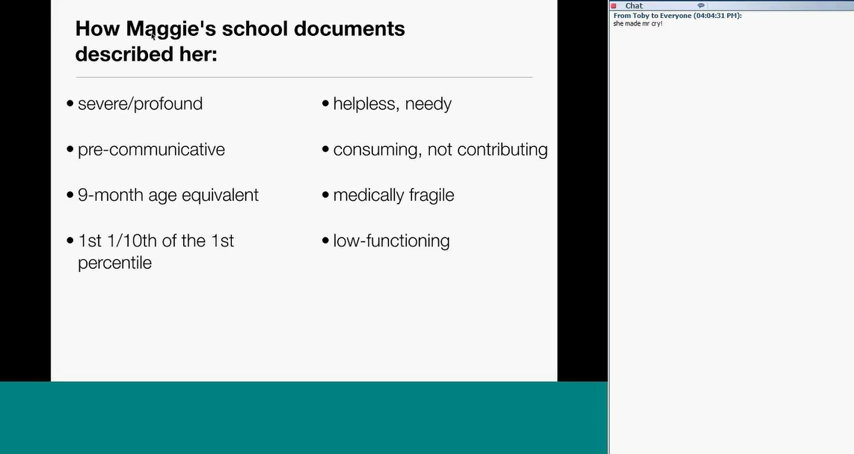 How Maggie's school documents
described her:
• severe/profound
• pre-communicative
• 9-month age equivalent
• 1st 1/10th of the 1st
percentile
• helpless, needy
• consuming, not contributing
• medically fragile
• low-functioning
Chat
From Toby to Everyone (04:04:31 PM):
she made mr cry!